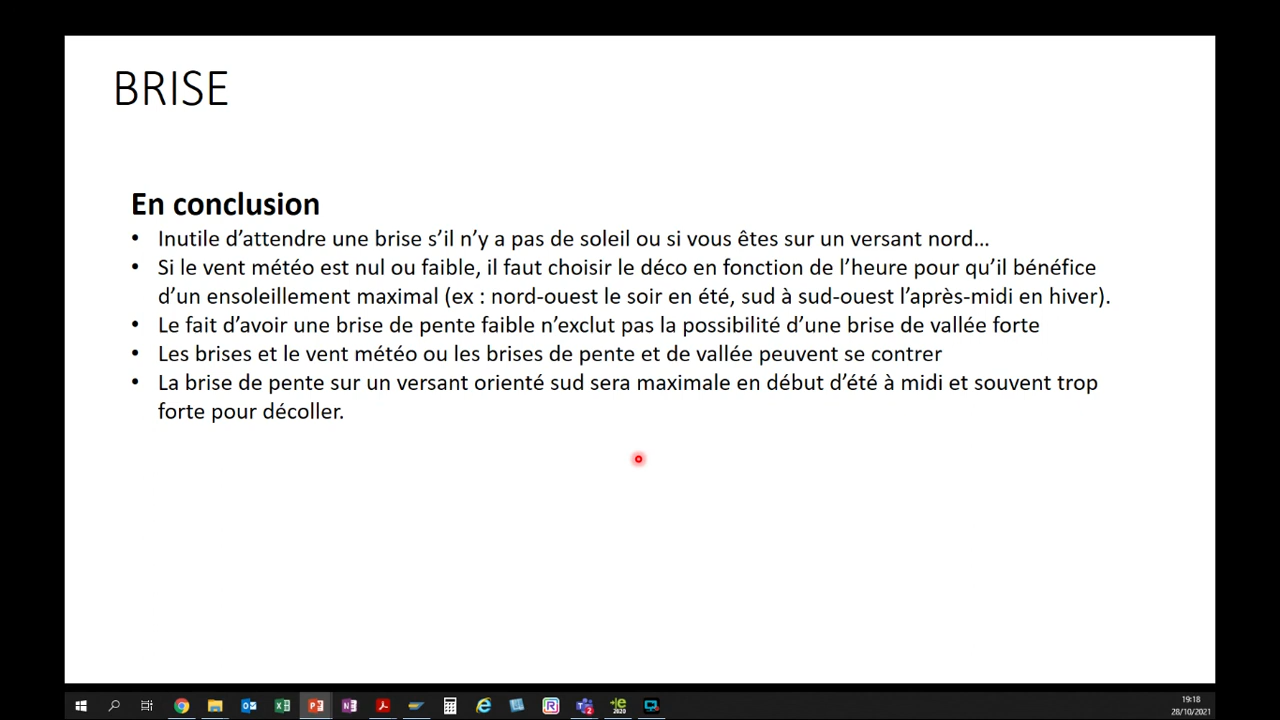 BRISE
En conclusion
• Inutile d’attendre une brise s’il n’y a pas de soleil ou si vous êtes sur un versant nord…
• Si le vent météo est nul ou faible, il faut choisir le déco en fonction de l’heure pour qu’il bénéfice
d’un ensoleillement maximal (ex : nord-ouest le soir en été, sud à sud-ouest l’après-midi en hiver).
• Le fait d’avoir une brise de pente faible n’exclut pas la possibilité d’une brise de vallée forte
• Les brises et le vent météo ou les brises de pente et de vallée peuvent se contrer
• La brise de pente sur un versant orienté sud sera maximale en début d’été à midi et souvent trop
forte pour décoller.
19:18
28/10/2021